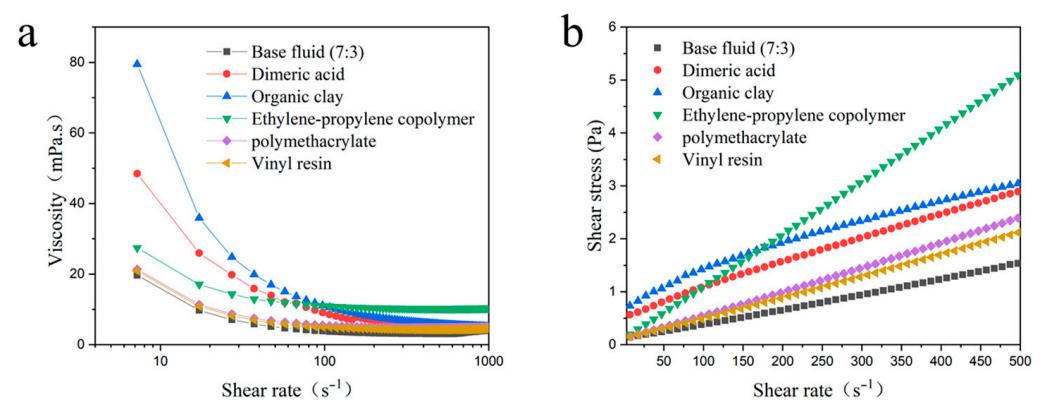 a
Viscosity (mPa.s)
80
60
40
20
0
Base fluid (7:3)
Dimeric acid
Organic clay
Ethylene-propylene copolymer
polymethacrylate
Vinyl resin
10
100
1000
Shear rate (s⁻¹)
b
Shear stress (Pa)
6
5
4
3
2
1
0
Base fluid (7:3)
Dimeric acid
Organic clay
Ethylene-propylene copolymer
polymethacrylate
Vinyl resin
50
100
150
200
250
300
350
400
450
500
Shear rate (s⁻¹)